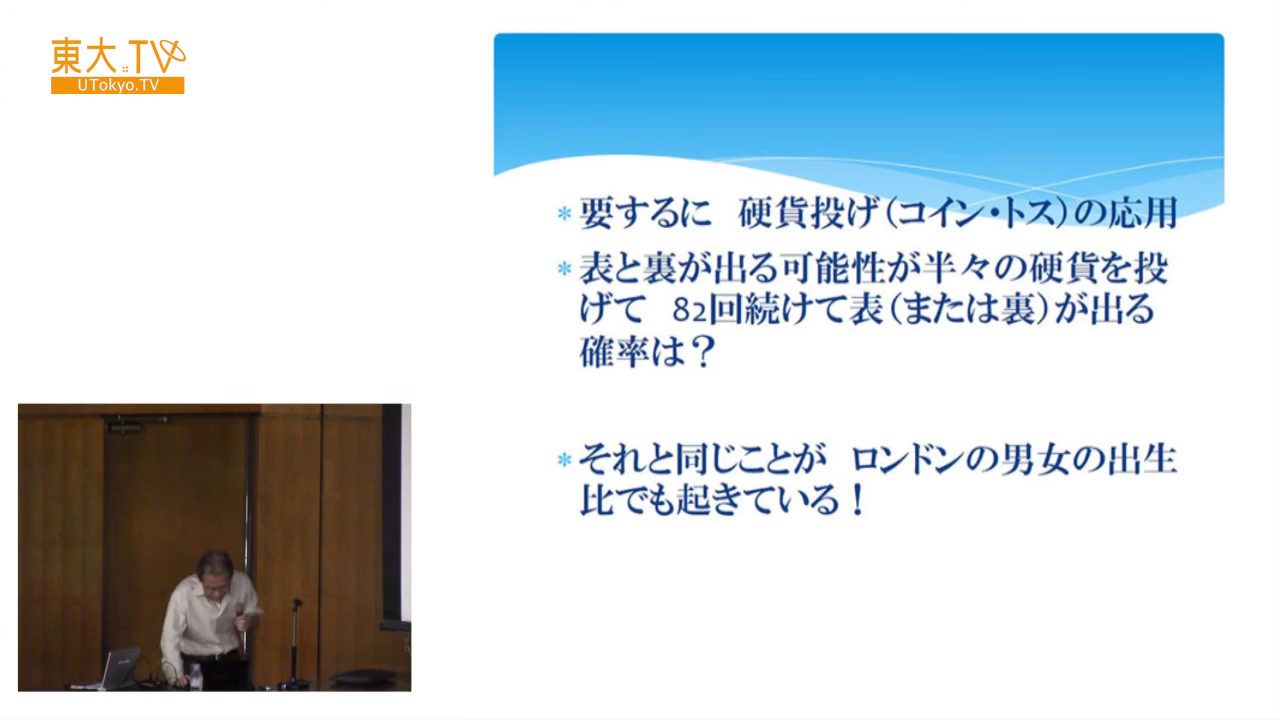 東大.TV
UTokyo.TV
* 要するに　硬貨投げ（コイン・トス）の応用
* 表と裏が出る可能性が半々の硬貨を投
げて　82回続けて表（または裏）が出る
確率は？
* それと同じことが　ロンドンの男女の出生
比でも起きている！